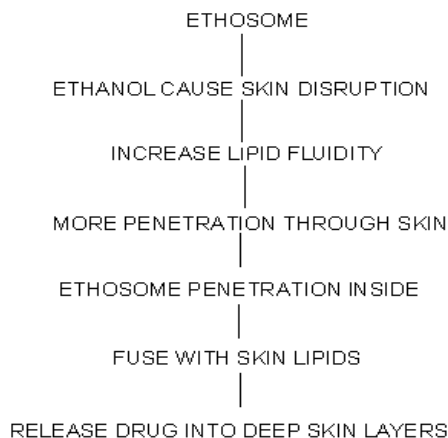 ETHOSOME
ETHANOL CAUSE SKIN DISRUPTION
INCREASE LIPID FLUIDITY
MORE PENETRATION THROUGH SKIN
ETHOSOME PENETRATION INSIDE
FUSE WITH SKIN LIPIDS
RELEASE DRUG INTO DEEP SKIN LAYERS